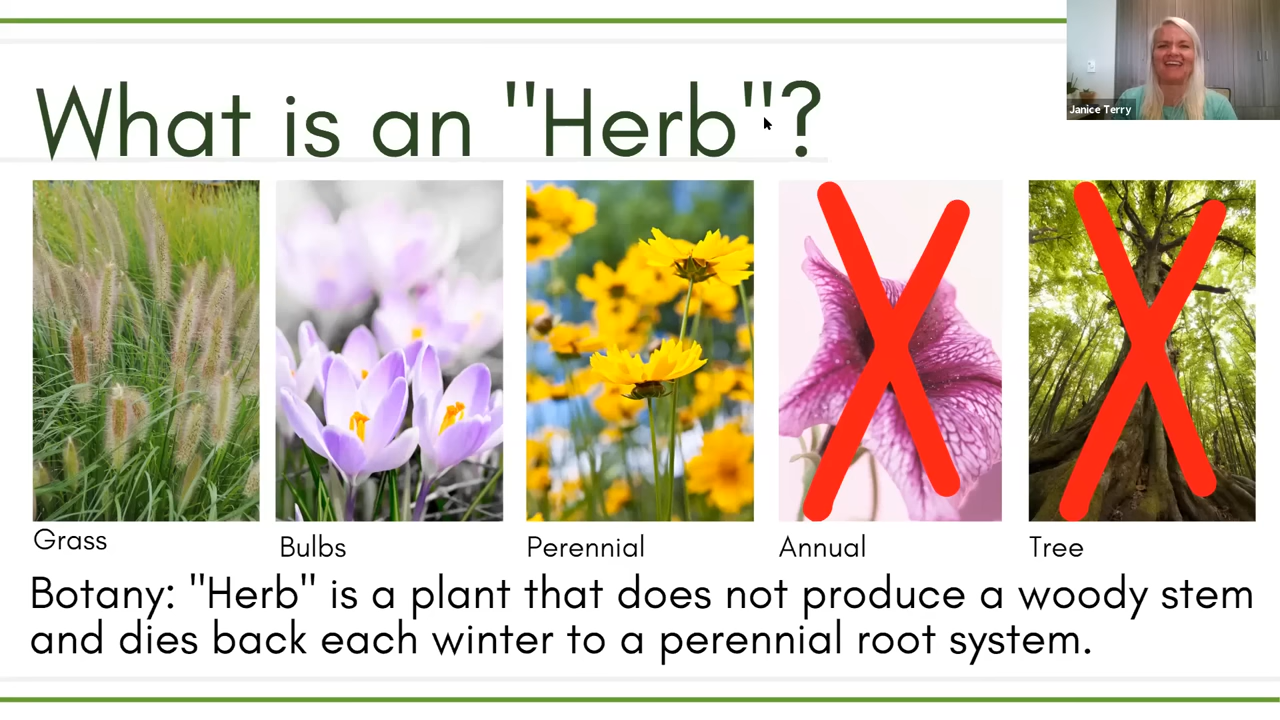 What is an "Herb"?
Janice Terry
Grass
Bulbs
Perennial
Annual
Tree
Botany: "Herb" is a plant that does not produce a woody stem
and dies back each winter to a perennial root system.